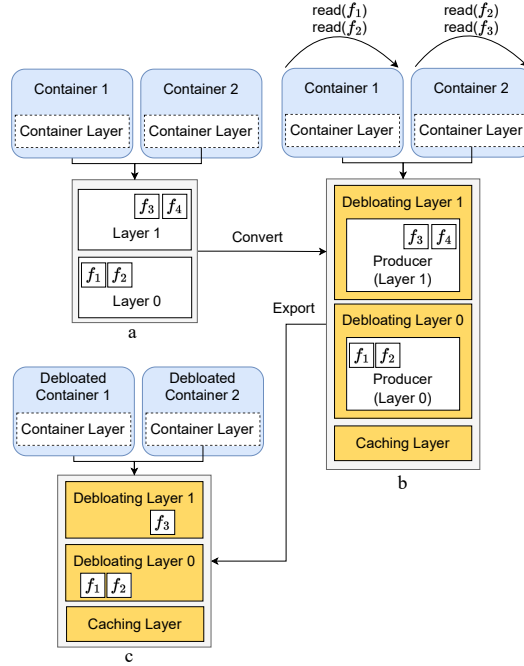 read(f₁)
read(f₂)
read(f₂)
read(f₃)
Container 1
Container Layer
Container 2
Container Layer
Container 1
Container Layer
Container 2
Container Layer
f₃ f₄
Layer 1
f₁ f₂
Layer 0
a
Convert
Debloating Layer 1
f₃ f₄
Producer
(Layer 1)
Debloating Layer 0
f₁ f₂
Producer
(Layer 0)
Caching Layer
b
Export
Debloated
Container 1
Container Layer
Debloated
Container 2
Container Layer
Debloating Layer 1
f₃
Debloating Layer 0
f₁ f₂
Caching Layer
c